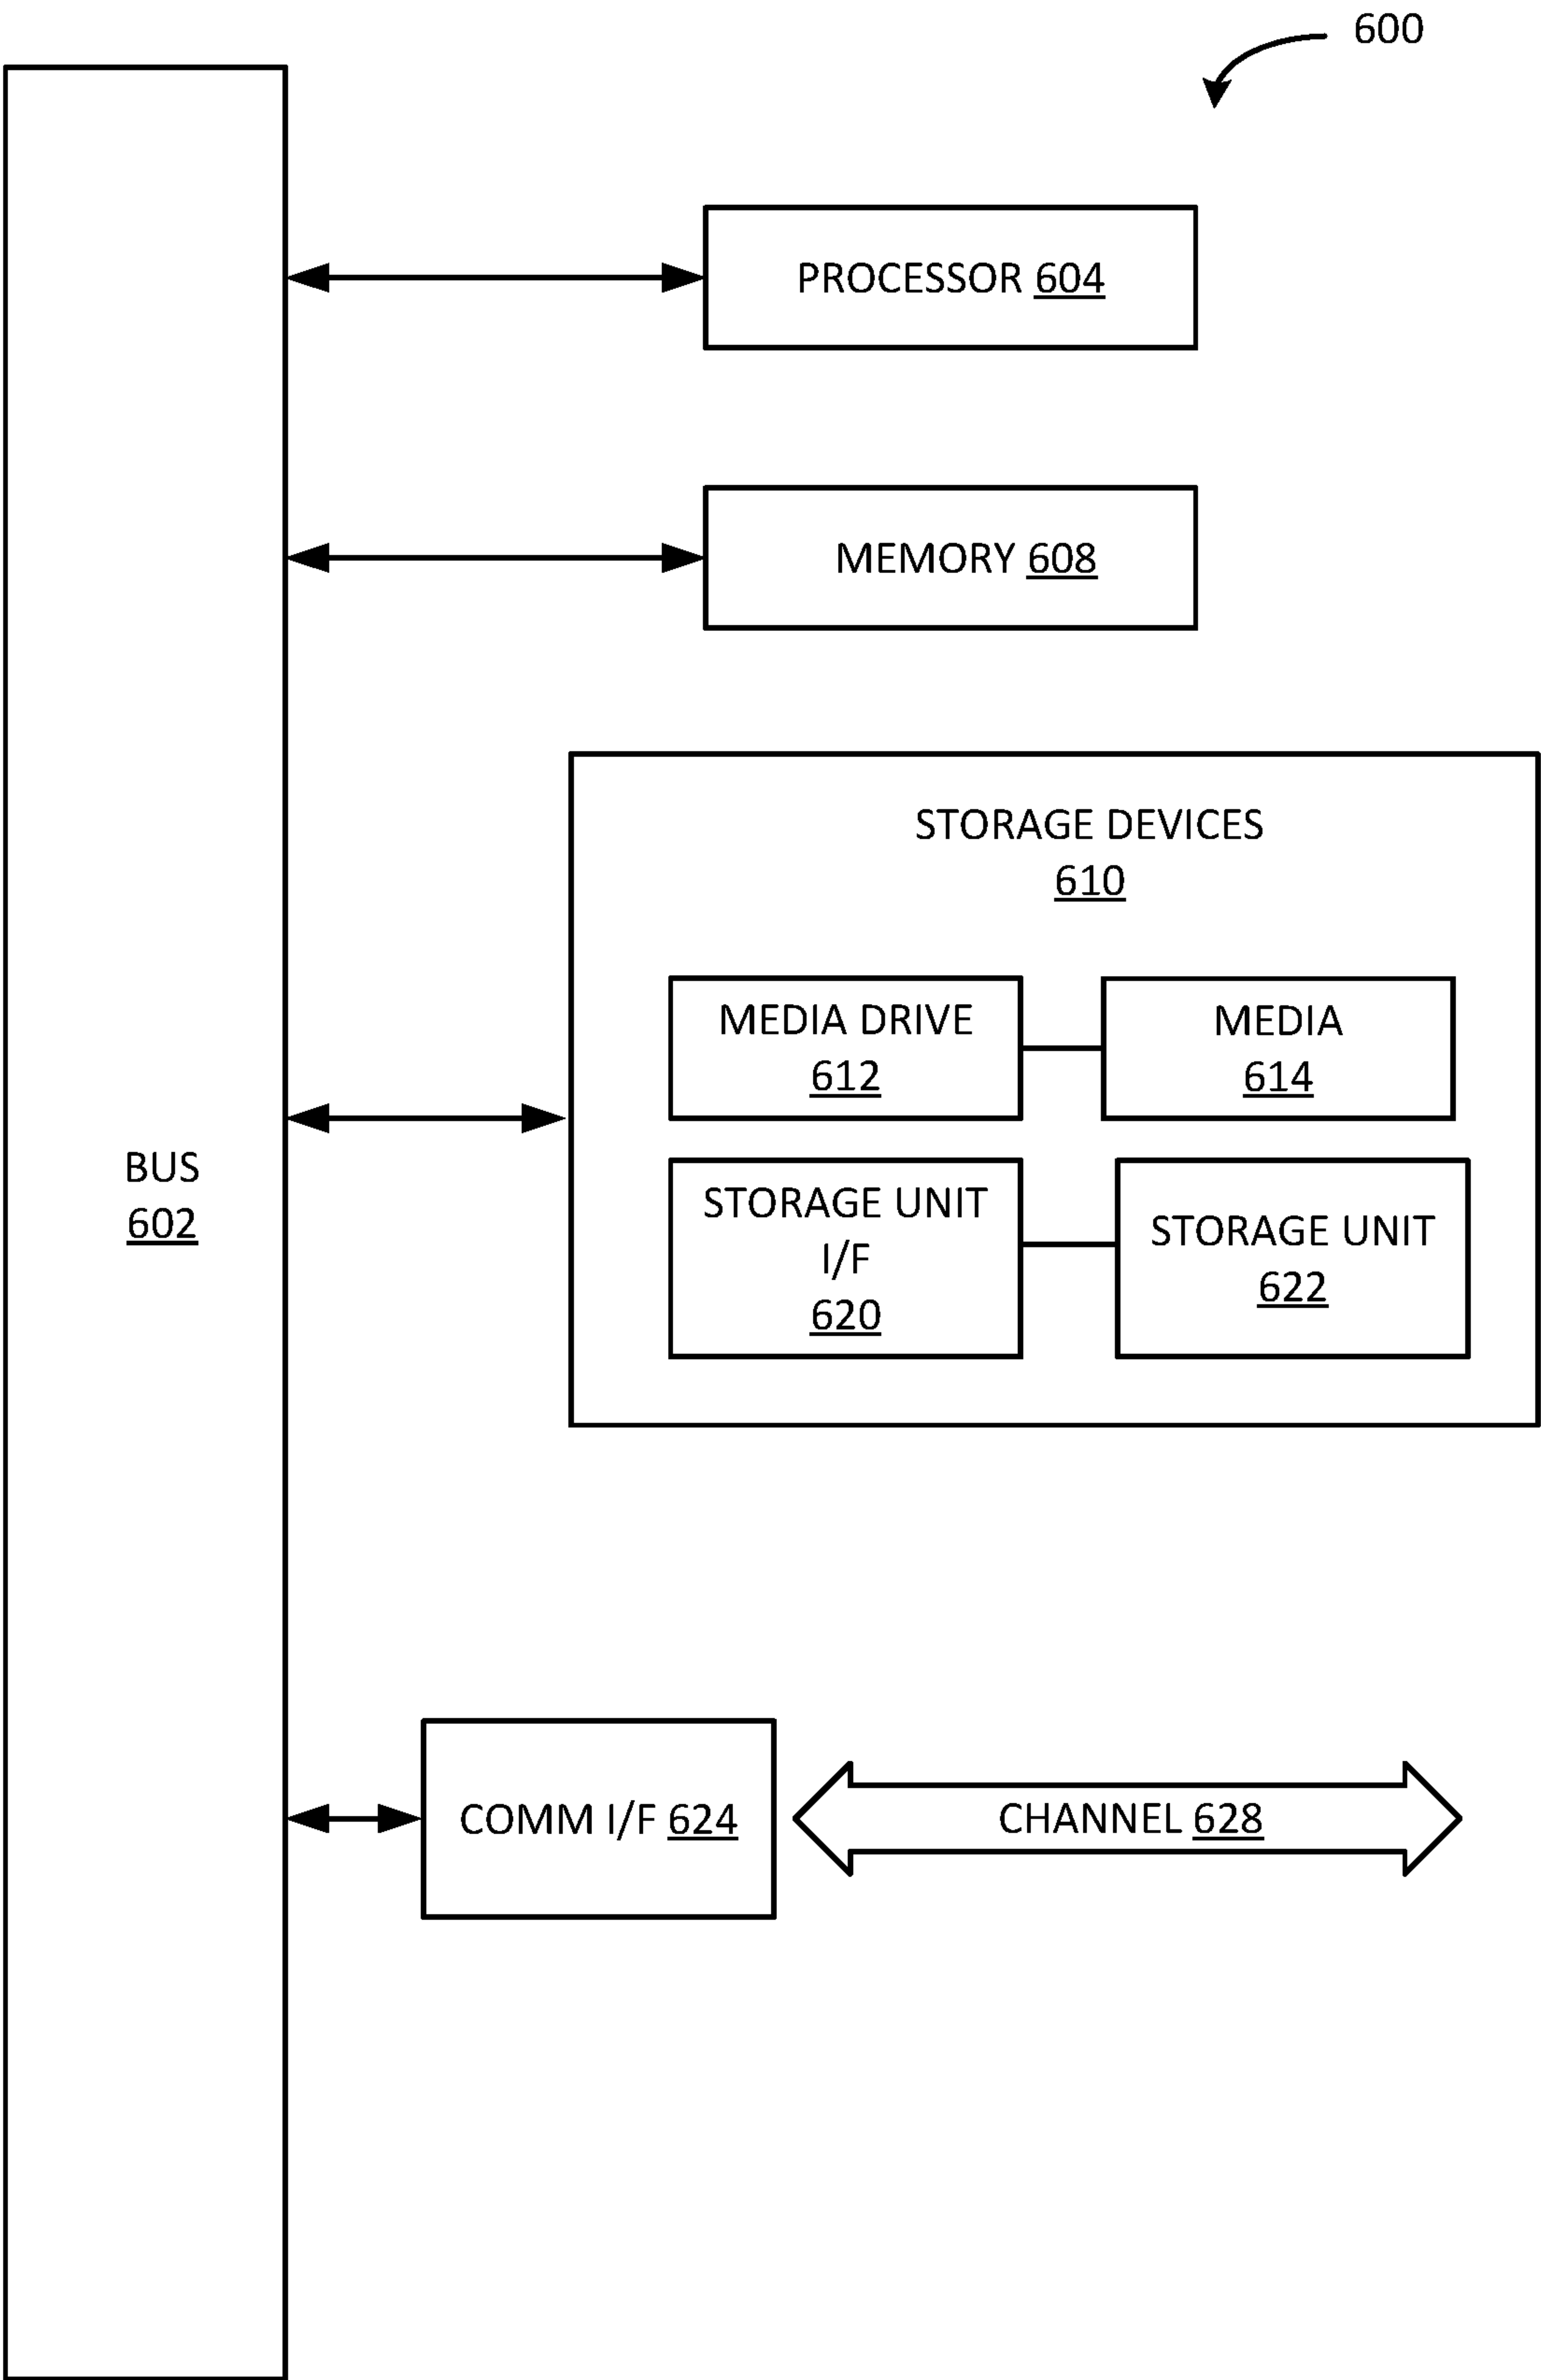 600
PROCESSOR 604
MEMORY 608
STORAGE DEVICES
610
MEDIA DRIVE
612
MEDIA
614
BUS
602
STORAGE UNIT
I/F
620
STORAGE UNIT
622
COMM I/F 624
CHANNEL 628